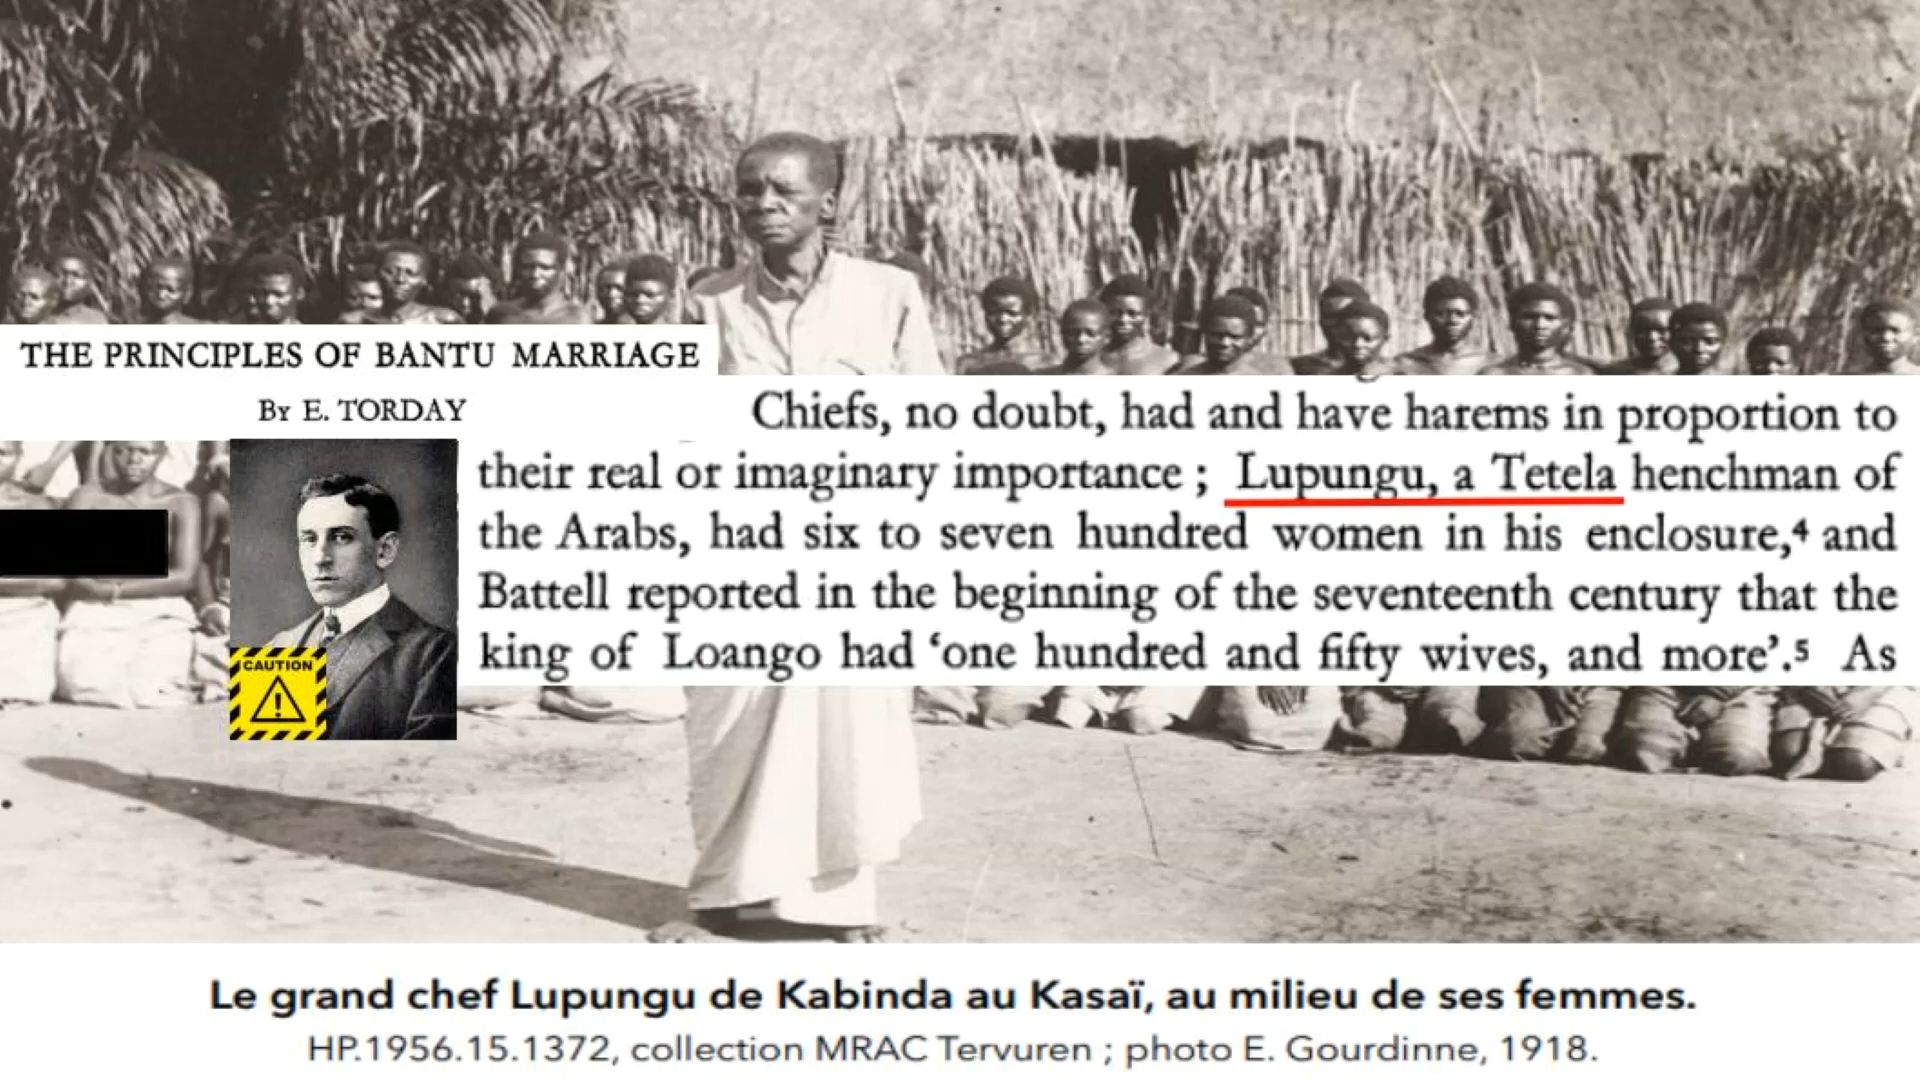 THE PRINCIPLES OF BANTU MARRIAGE
By E. TORDAY
Chiefs, no doubt, had and have harems in proportion to
their real or imaginary importance ; Lupungu, a Tetela henchman of
the Arabs, had six to seven hundred women in his enclosure,⁴ and
Battell reported in the beginning of the seventeenth century that the
king of Loango had ‘one hundred and fifty wives, and more’.⁵ As
CAUTION
!
Le grand chef Lupungu de Kabinda au Kasaï, au milieu de ses femmes.
HP.1956.15.1372, collection MRAC Tervuren ; photo E. Gourdinne, 1918.